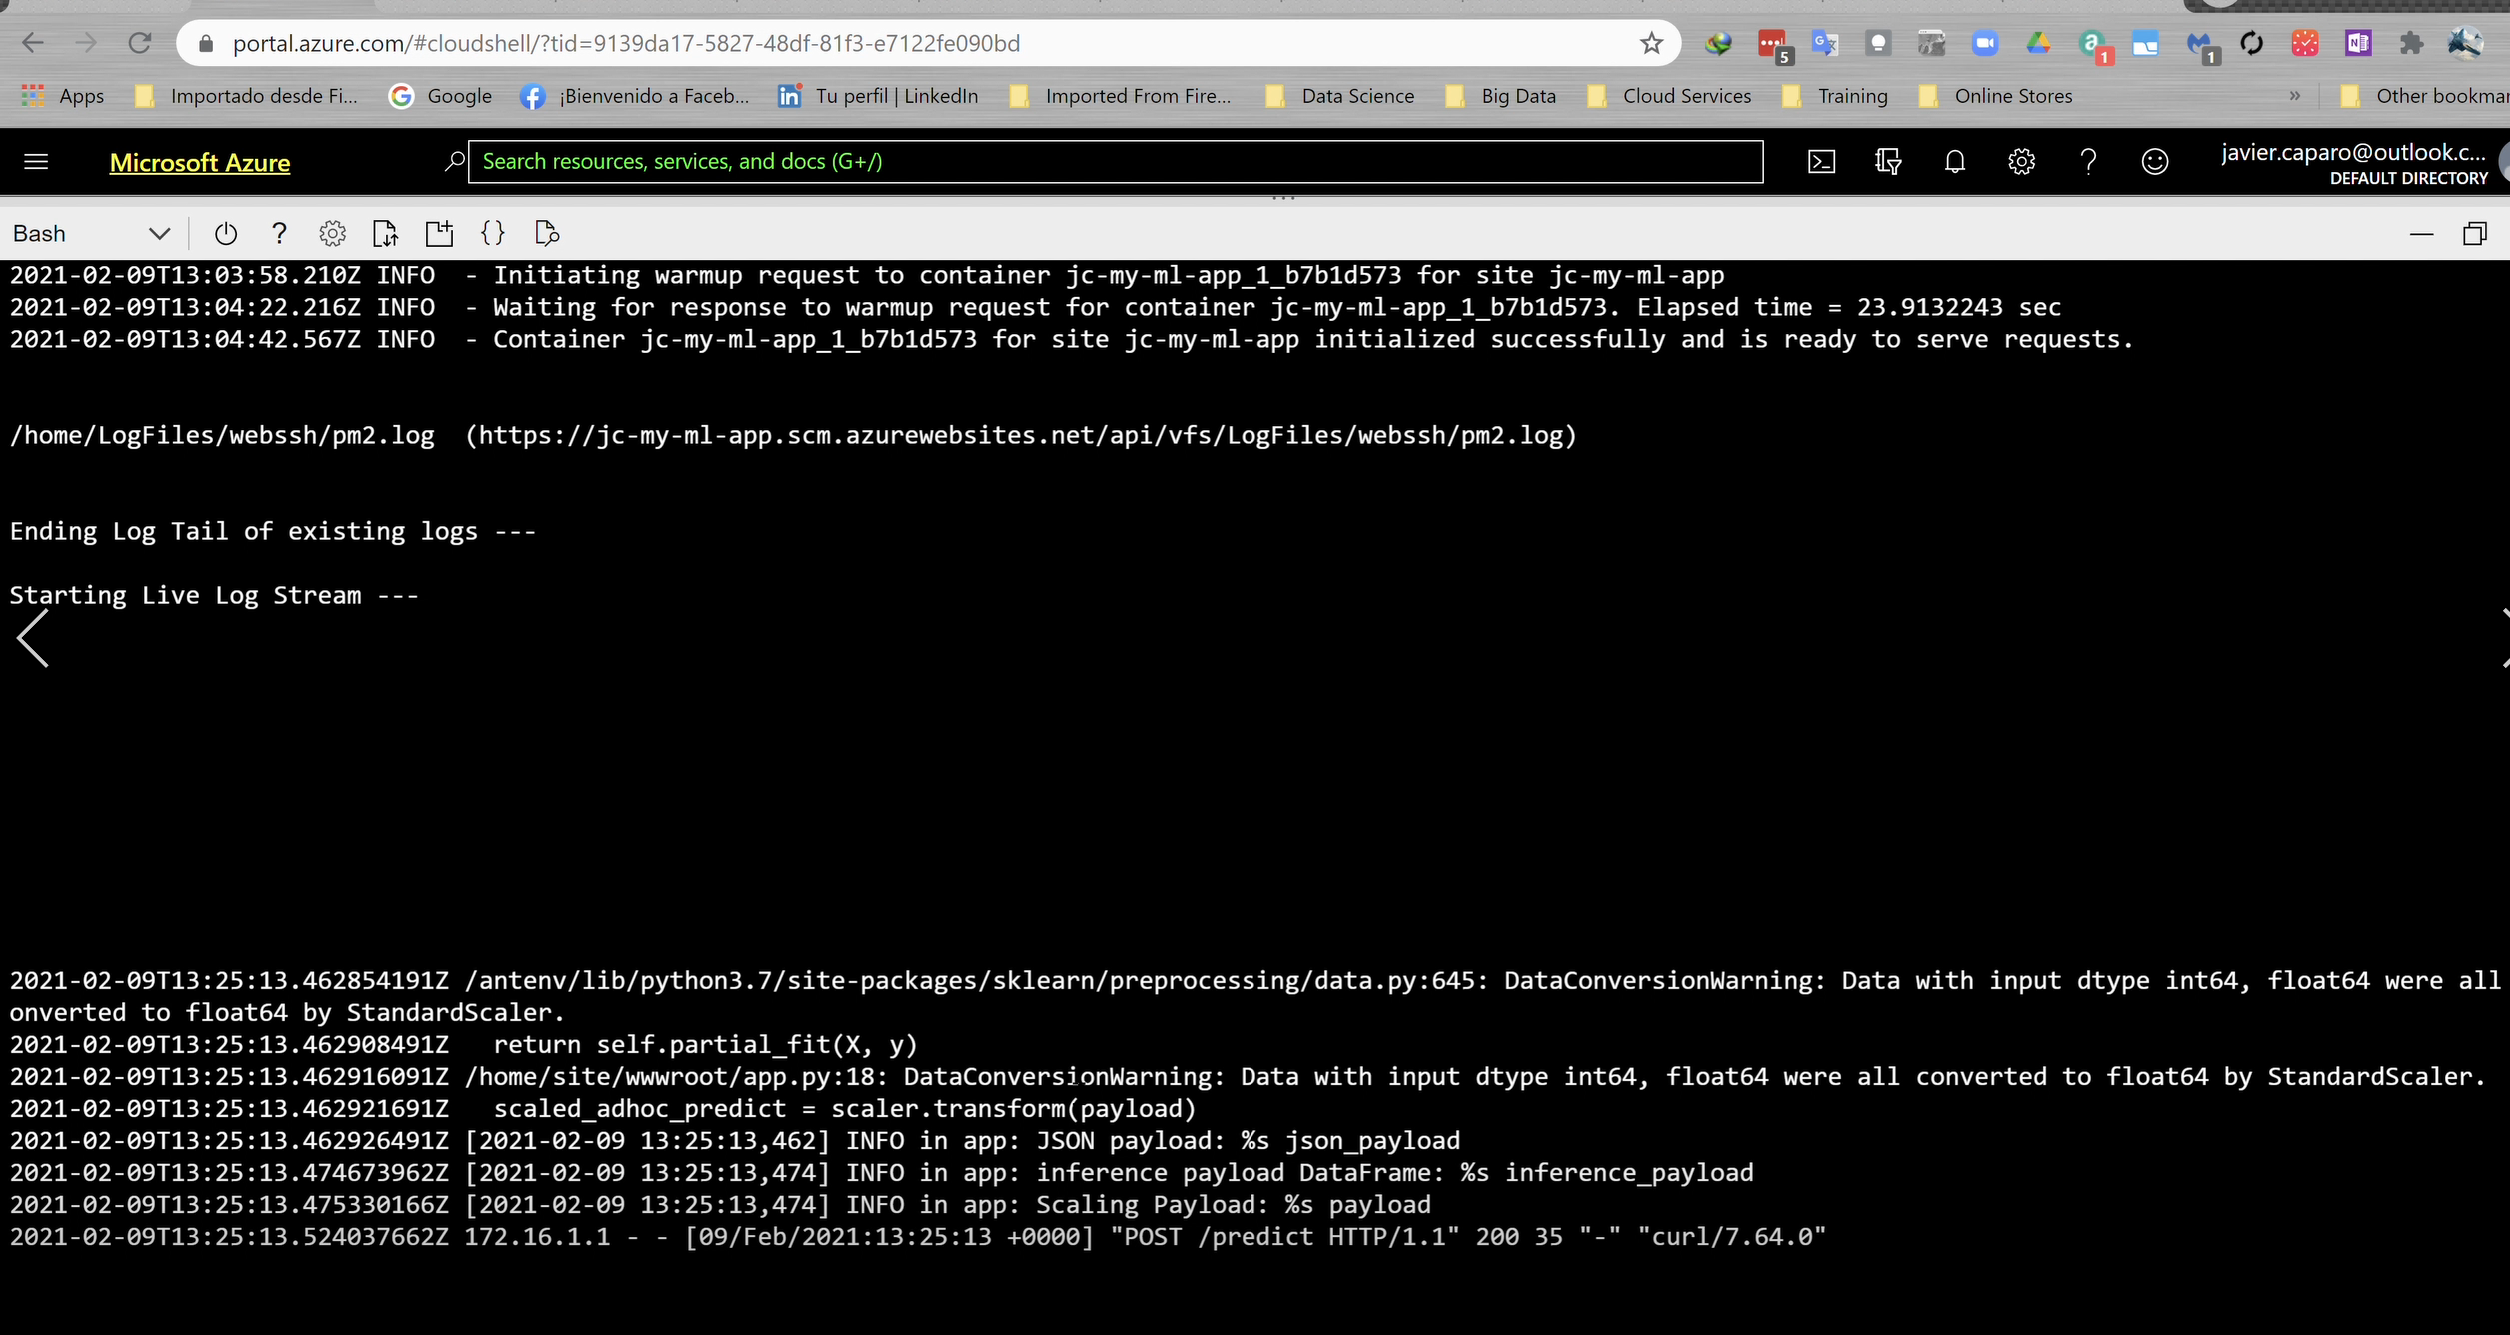 portal.azure.com/#cloudshell/?tid=9139da17-5827-48df-81f3-e7122fe090bd
5
1
1
Apps Importado desde Fi... Google ¡Bienvenido a Faceb... Tu perfil | LinkedIn Imported From Fire... Data Science Big Data Cloud Services Training Online Stores » Other bookmar
Microsoft Azure Search resources, services, and docs (G+/) javier.caparo@outlook.c...
DEFAULT DIRECTORY
Bash
2021-02-09T13:03:58.210Z INFO  - Initiating warmup request to container jc-my-ml-app_1_b7b1d573 for site jc-my-ml-app
2021-02-09T13:04:22.216Z INFO  - Waiting for response to warmup request for container jc-my-ml-app_1_b7b1d573. Elapsed time = 23.9132243 sec
2021-02-09T13:04:42.567Z INFO  - Container jc-my-ml-app_1_b7b1d573 for site jc-my-ml-app initialized successfully and is ready to serve requests.
/home/LogFiles/webssh/pm2.log  (https://jc-my-ml-app.scm.azurewebsites.net/api/vfs/LogFiles/webssh/pm2.log)
Ending Log Tail of existing logs ---
Starting Live Log Stream ---
2021-02-09T13:25:13.462854191Z /antenv/lib/python3.7/site-packages/sklearn/preprocessing/data.py:645: DataConversionWarning: Data with input dtype int64, float64 were all
onverted to float64 by StandardScaler.
2021-02-09T13:25:13.462908491Z   return self.partial_fit(X, y)
2021-02-09T13:25:13.462916091Z /home/site/wwwroot/app.py:18: DataConversionWarning: Data with input dtype int64, float64 were all converted to float64 by StandardScaler.
2021-02-09T13:25:13.462921691Z   scaled_adhoc_predict = scaler.transform(payload)
2021-02-09T13:25:13.462926491Z [2021-02-09 13:25:13,462] INFO in app: JSON payload: %s json_payload
2021-02-09T13:25:13.474673962Z [2021-02-09 13:25:13,474] INFO in app: inference payload DataFrame: %s inference_payload
2021-02-09T13:25:13.475330166Z [2021-02-09 13:25:13,474] INFO in app: Scaling Payload: %s payload
2021-02-09T13:25:13.524037662Z 172.16.1.1 - - [09/Feb/2021:13:25:13 +0000] "POST /predict HTTP/1.1" 200 35 "-" "curl/7.64.0"